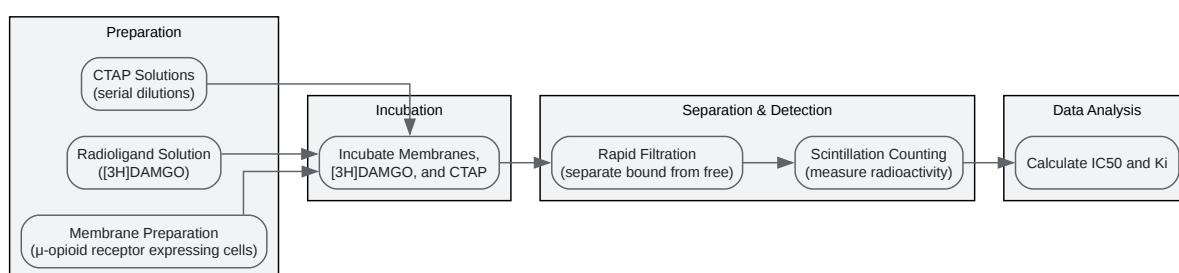 Preparation
CTAP Solutions
(serial dilutions)
Radioligand Solution
([3H]DAMGO)
Membrane Preparation
(μ-opioid receptor expressing cells)
Incubation
Incubate Membranes,
[3H]DAMGO, and CTAP
Separation & Detection
Rapid Filtration
(separate bound from free)
Scintillation Counting
(measure radioactivity)
Data Analysis
Calculate IC50 and Ki